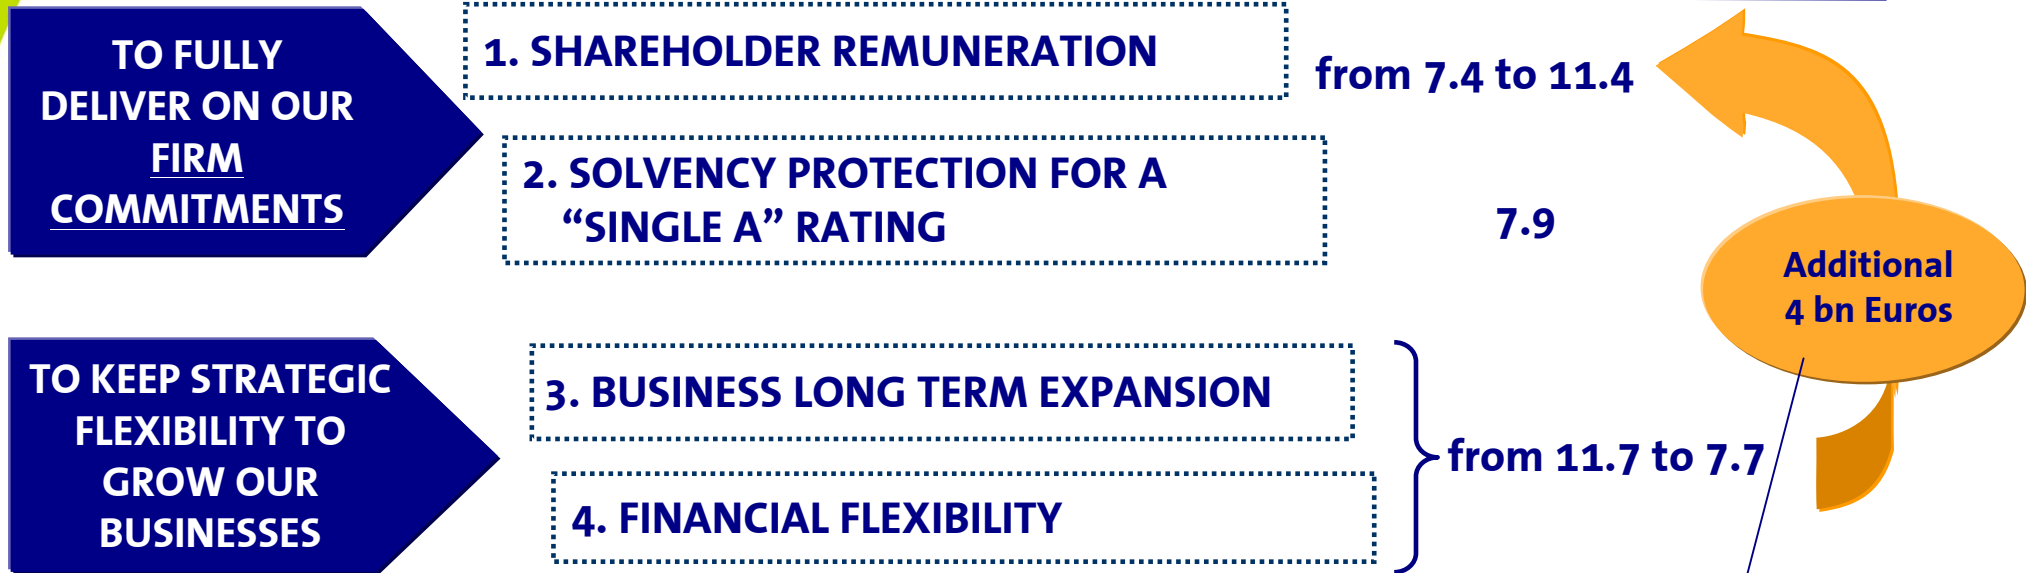 TO FULLY
DELIVER ON OUR
FIRM
COMMITMENTS
1. SHAREHOLDER REMUNERATION
from 7.4 to 11.4
2. SOLVENCY PROTECTION FOR A
“SINGLE A” RATING
7.9
Additional
4 bn Euros
TO KEEP STRATEGIC
FLEXIBILITY TO
GROW OUR
BUSINESSES
3. BUSINESS LONG TERM EXPANSION
4. FINANCIAL FLEXIBILITY
from 11.7 to 7.7